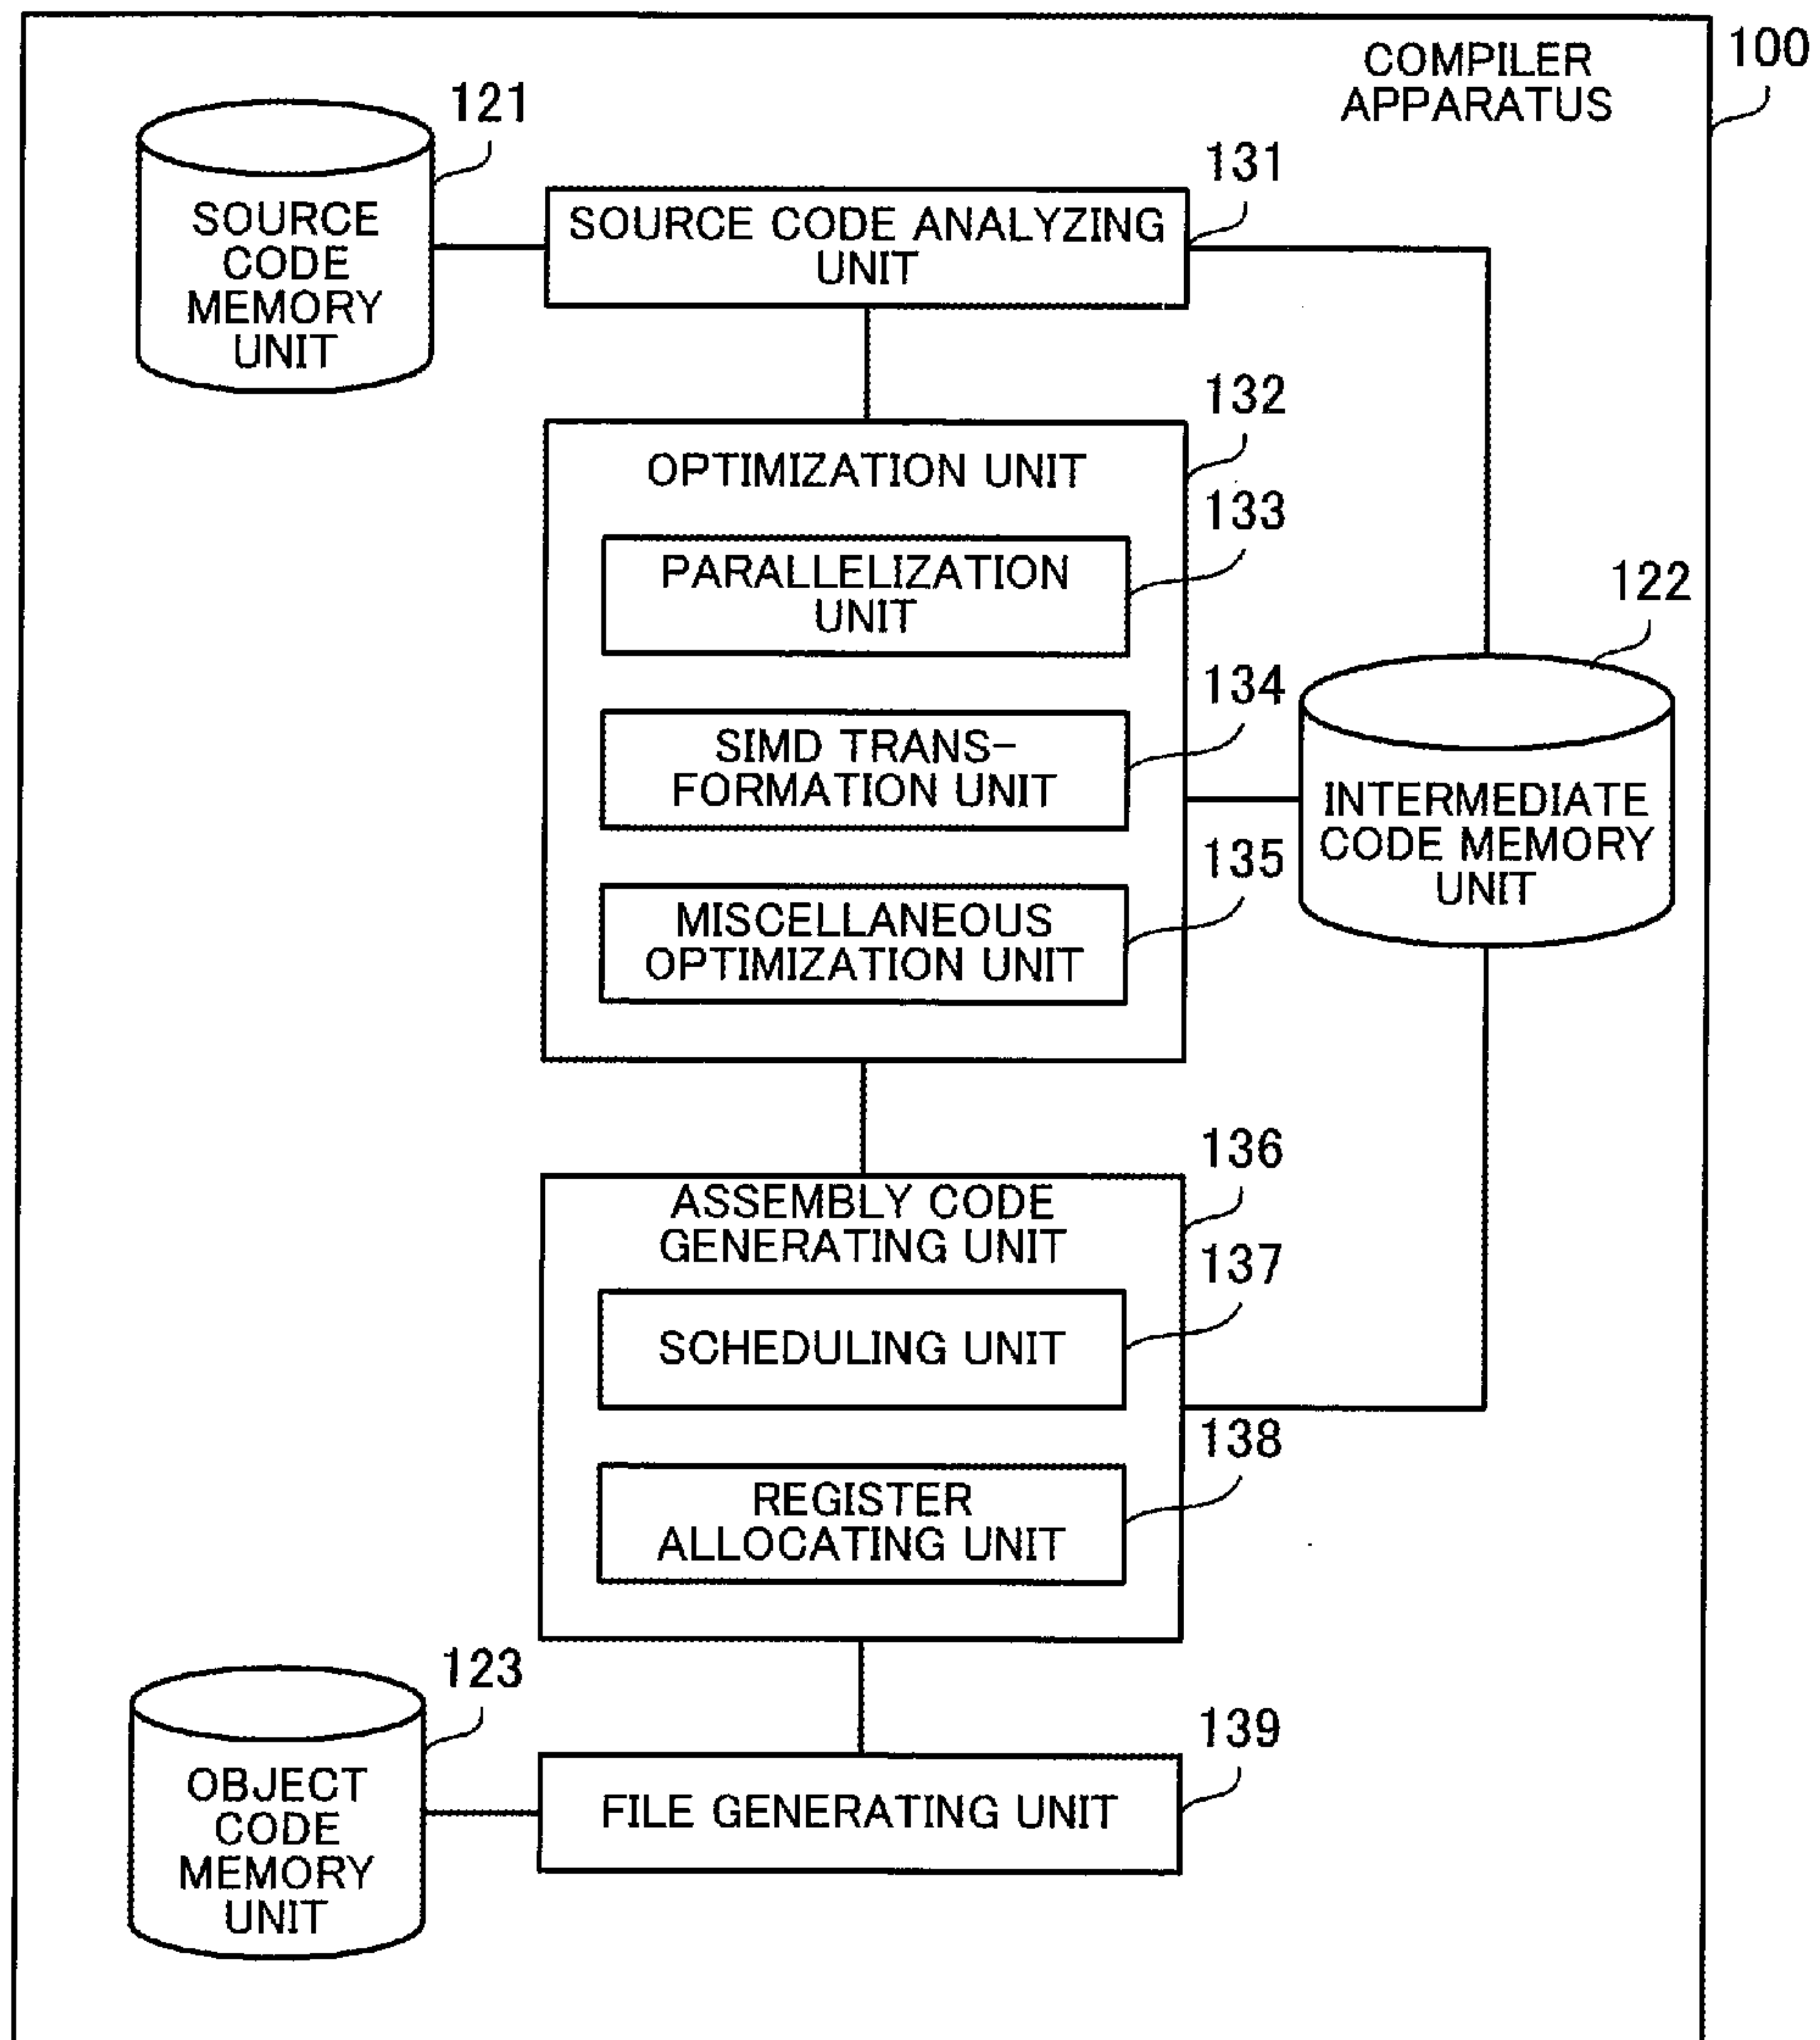 COMPILER
APPARATUS
100
121
SOURCE
CODE
MEMORY
UNIT
131
SOURCE CODE ANALYZING
UNIT
132
OPTIMIZATION UNIT
133
PARALLELIZATION
UNIT
122
134
SIMD TRANS-
FORMATION UNIT
INTERMEDIATE
CODE MEMORY
UNIT
135
MISCELLANEOUS
OPTIMIZATION UNIT
136
ASSEMBLY CODE
GENERATING UNIT
137
SCHEDULING UNIT
138
REGISTER
ALLOCATING UNIT
123
OBJECT
CODE
MEMORY
UNIT
139
FILE GENERATING UNIT